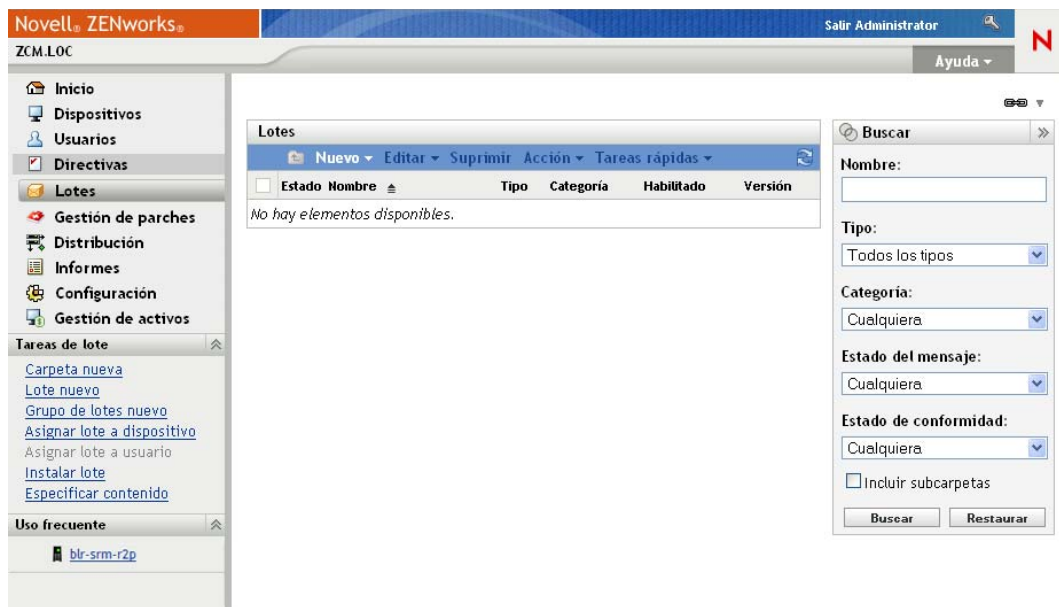 Novell® ZENworks®
Salir Administrator
ZCM.LOC
Ayuda
N
Inicio
Dispositivos
Usuarios
Directivas
Lotes
Gestión de parches
Distribución
Informes
Configuración
Gestión de activos
Tareas de lote
Carpeta nueva
Lote nuevo
Grupo de lotes nuevo
Asignar lote a dispositivo
Asignar lote a usuario
Instalar lote
Especificar contenido
Uso frecuente
blr-srm-r2p
Lotes
Nuevo Editar Suprimir Acción Tareas rápidas
Estado Nombre Tipo Categoría Habilitado Versión
No hay elementos disponibles.
Buscar
Nombre:
Tipo:
Todos los tipos
Categoría:
Cualquiera
Estado del mensaje:
Cualquiera
Estado de conformidad:
Cualquiera
Incluir subcarpetas
Buscar Restaurar